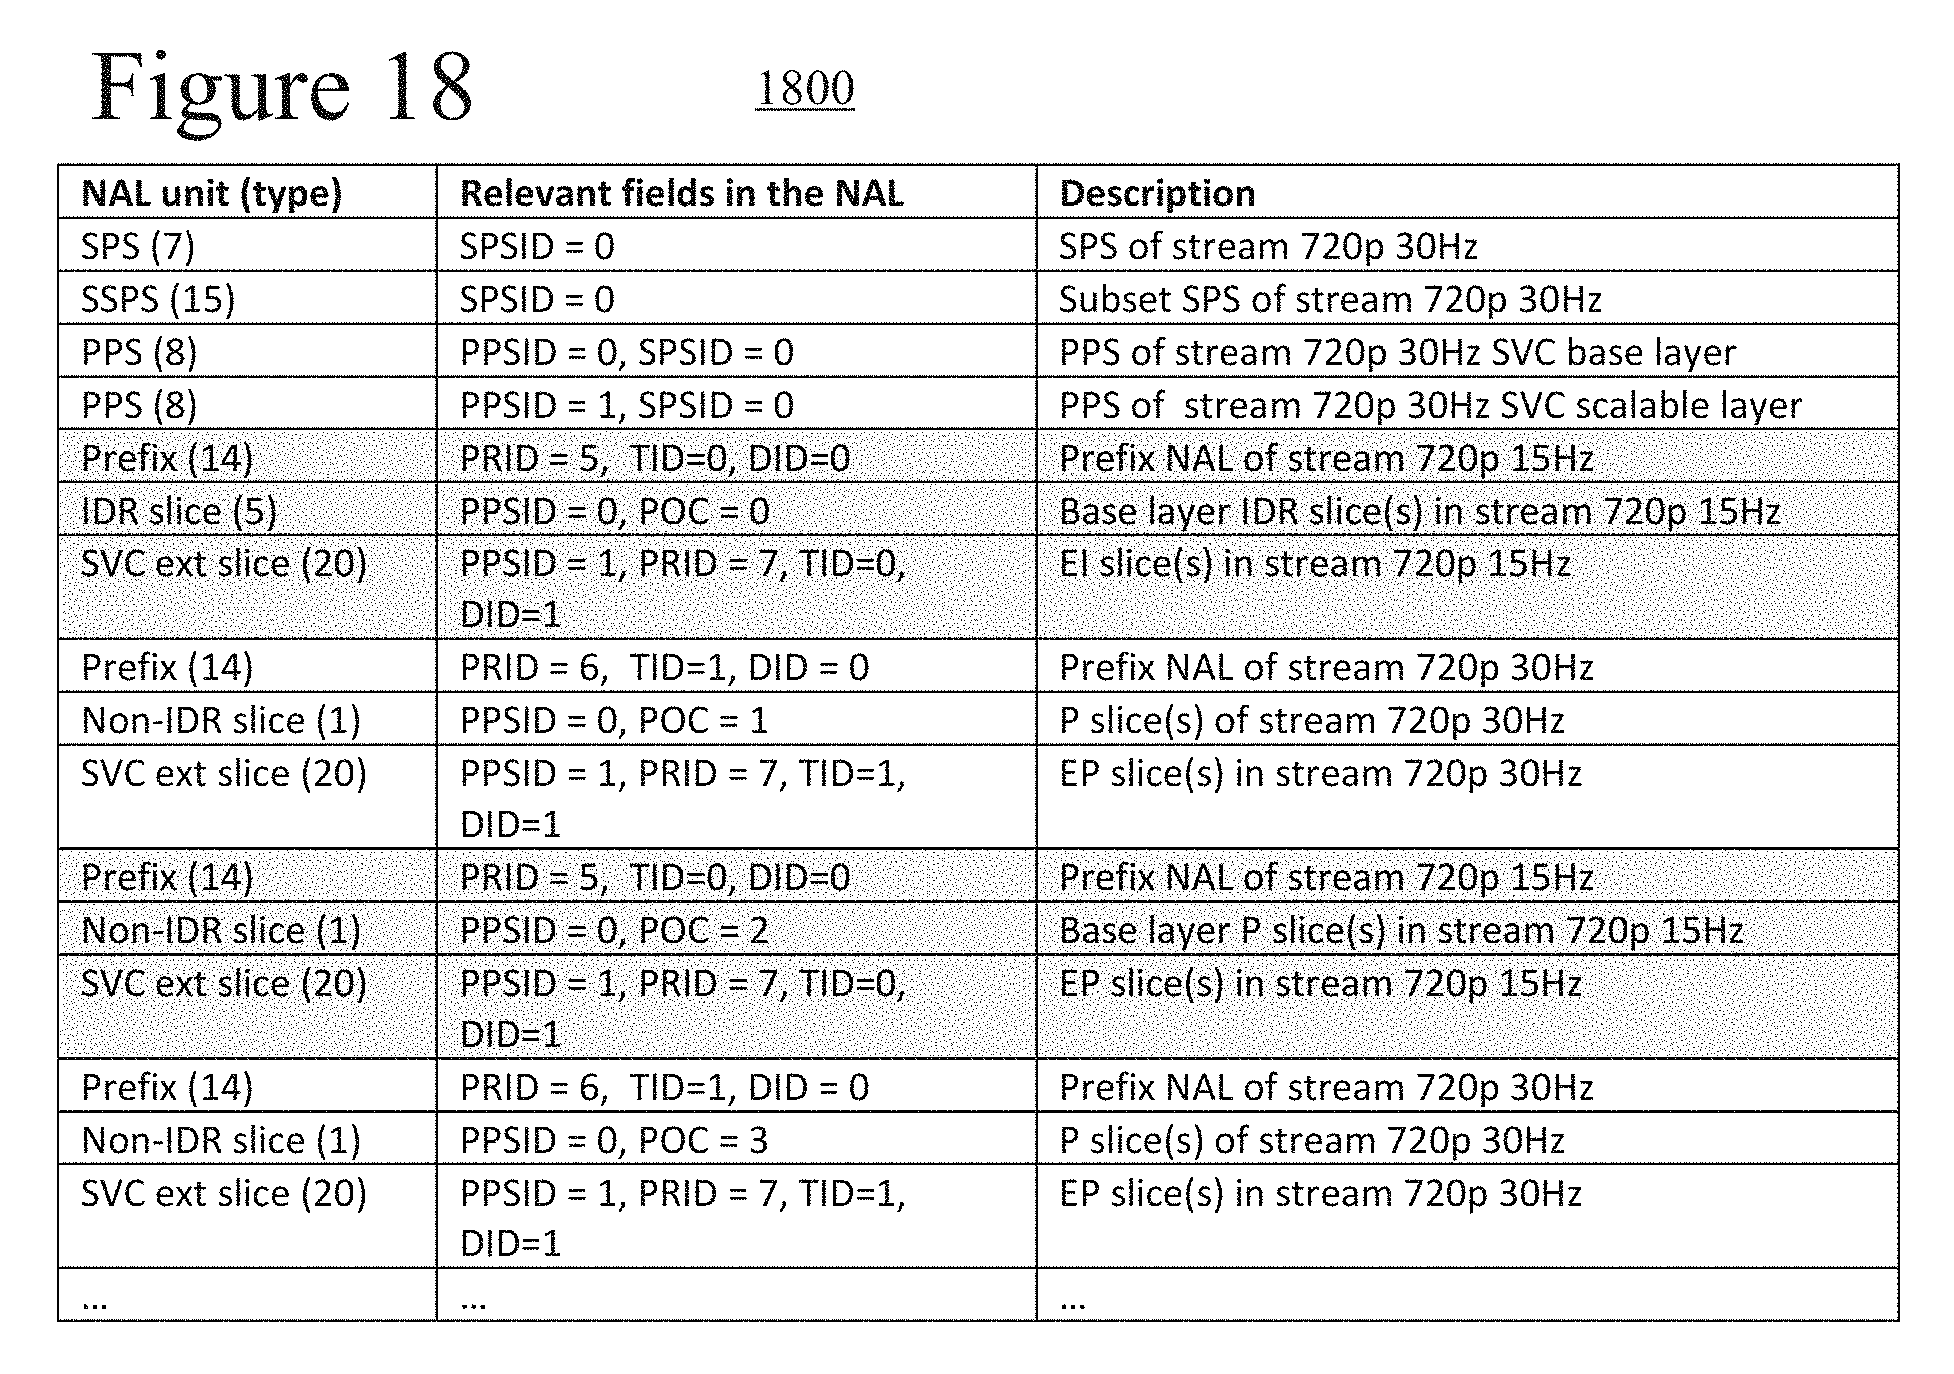 Figure 18
1800
NAL unit (type) Relevant fields in the NAL Description
SPS (7) SPSID = 0 SPS of stream 720p 30Hz
SSPS (15) SPSID = 0 Subset SPS of stream 720p 30Hz
PPS (8) PPSID = 0, SPSID = 0 PPS of stream 720p 30Hz SVC base layer
PPS (8) PPSID = 1, SPSID = 0 PPS of stream 720p 30Hz SVC scalable layer
Prefix (14) PRID = 5, TID=0, DID=0 Prefix NAL of stream 720p 15Hz
IDR slice (5) PPSID = 0, POC = 0 Base layer IDR slice(s) in stream 720p 15Hz
SVC ext slice (20) PPSID = 1, PRID = 7, TID=0, EI slice(s) in stream 720p 15Hz
DID=1
Prefix (14) PRID = 6, TID=1, DID = 0 Prefix NAL of stream 720p 30Hz
Non-IDR slice (1) PPSID = 0, POC = 1 P slice(s) of stream 720p 30Hz
SVC ext slice (20) PPSID = 1, PRID = 7, TID=1, EP slice(s) in stream 720p 30Hz
DID=1
Prefix (14) PRID = 5, TID=0, DID=0 Prefix NAL of stream 720p 15Hz
Non-IDR slice (1) PPSID = 0, POC = 2 Base layer P slice(s) in stream 720p 15Hz
SVC ext slice (20) PPSID = 1, PRID = 7, TID=0, EP slice(s) in stream 720p 15Hz
DID=1
Prefix (14) PRID = 6, TID=1, DID = 0 Prefix NAL of stream 720p 30Hz
Non-IDR slice (1) PPSID = 0, POC = 3 P slice(s) of stream 720p 30Hz
SVC ext slice (20) PPSID = 1, PRID = 7, TID=1, EP slice(s) in stream 720p 30Hz
DID=1
... ... ...